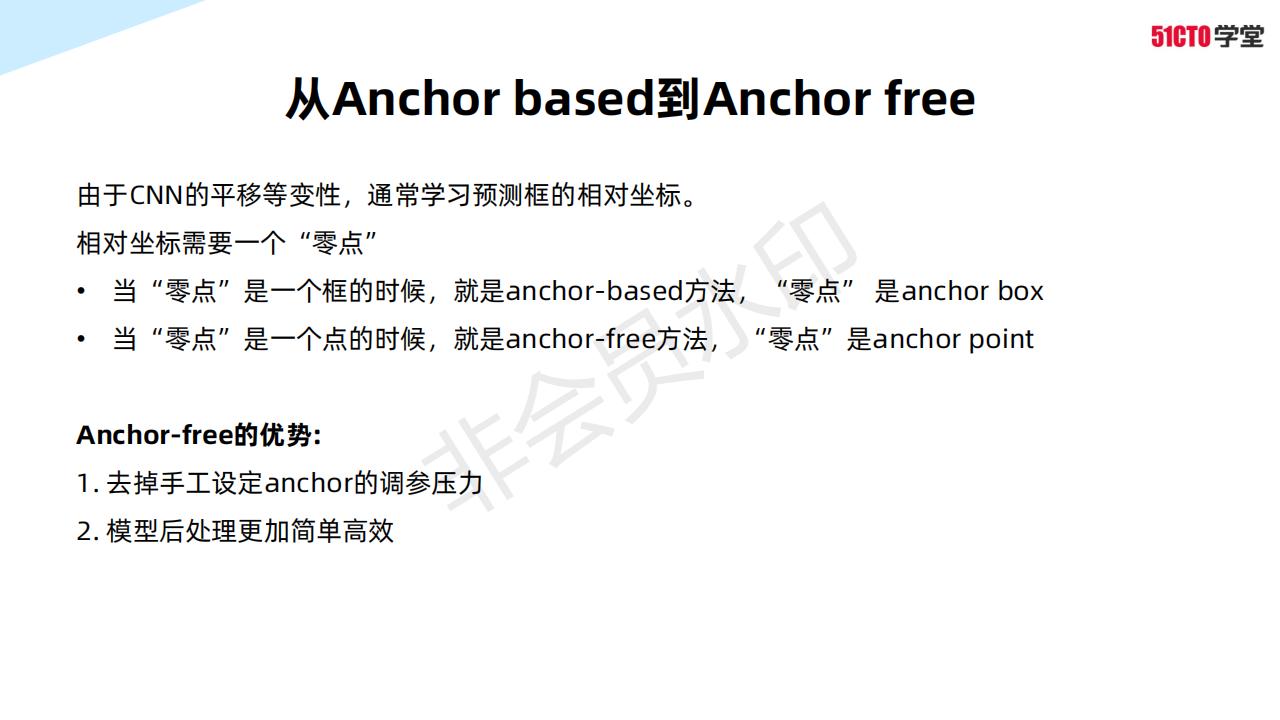 51CTO学堂
从Anchor based到Anchor free
由于CNN的平移等变性，通常学习预测框的相对坐标。
相对坐标需要一个“零点”
• 当“零点”是一个框的时候，就是anchor-based方法，“零点” 是anchor box
• 当“零点”是一个点的时候，就是anchor-free方法，“零点”是anchor point
Anchor-free的优势:
1. 去掉手工设定anchor的调参压力
2. 模型后处理更加简单高效
非会员水印